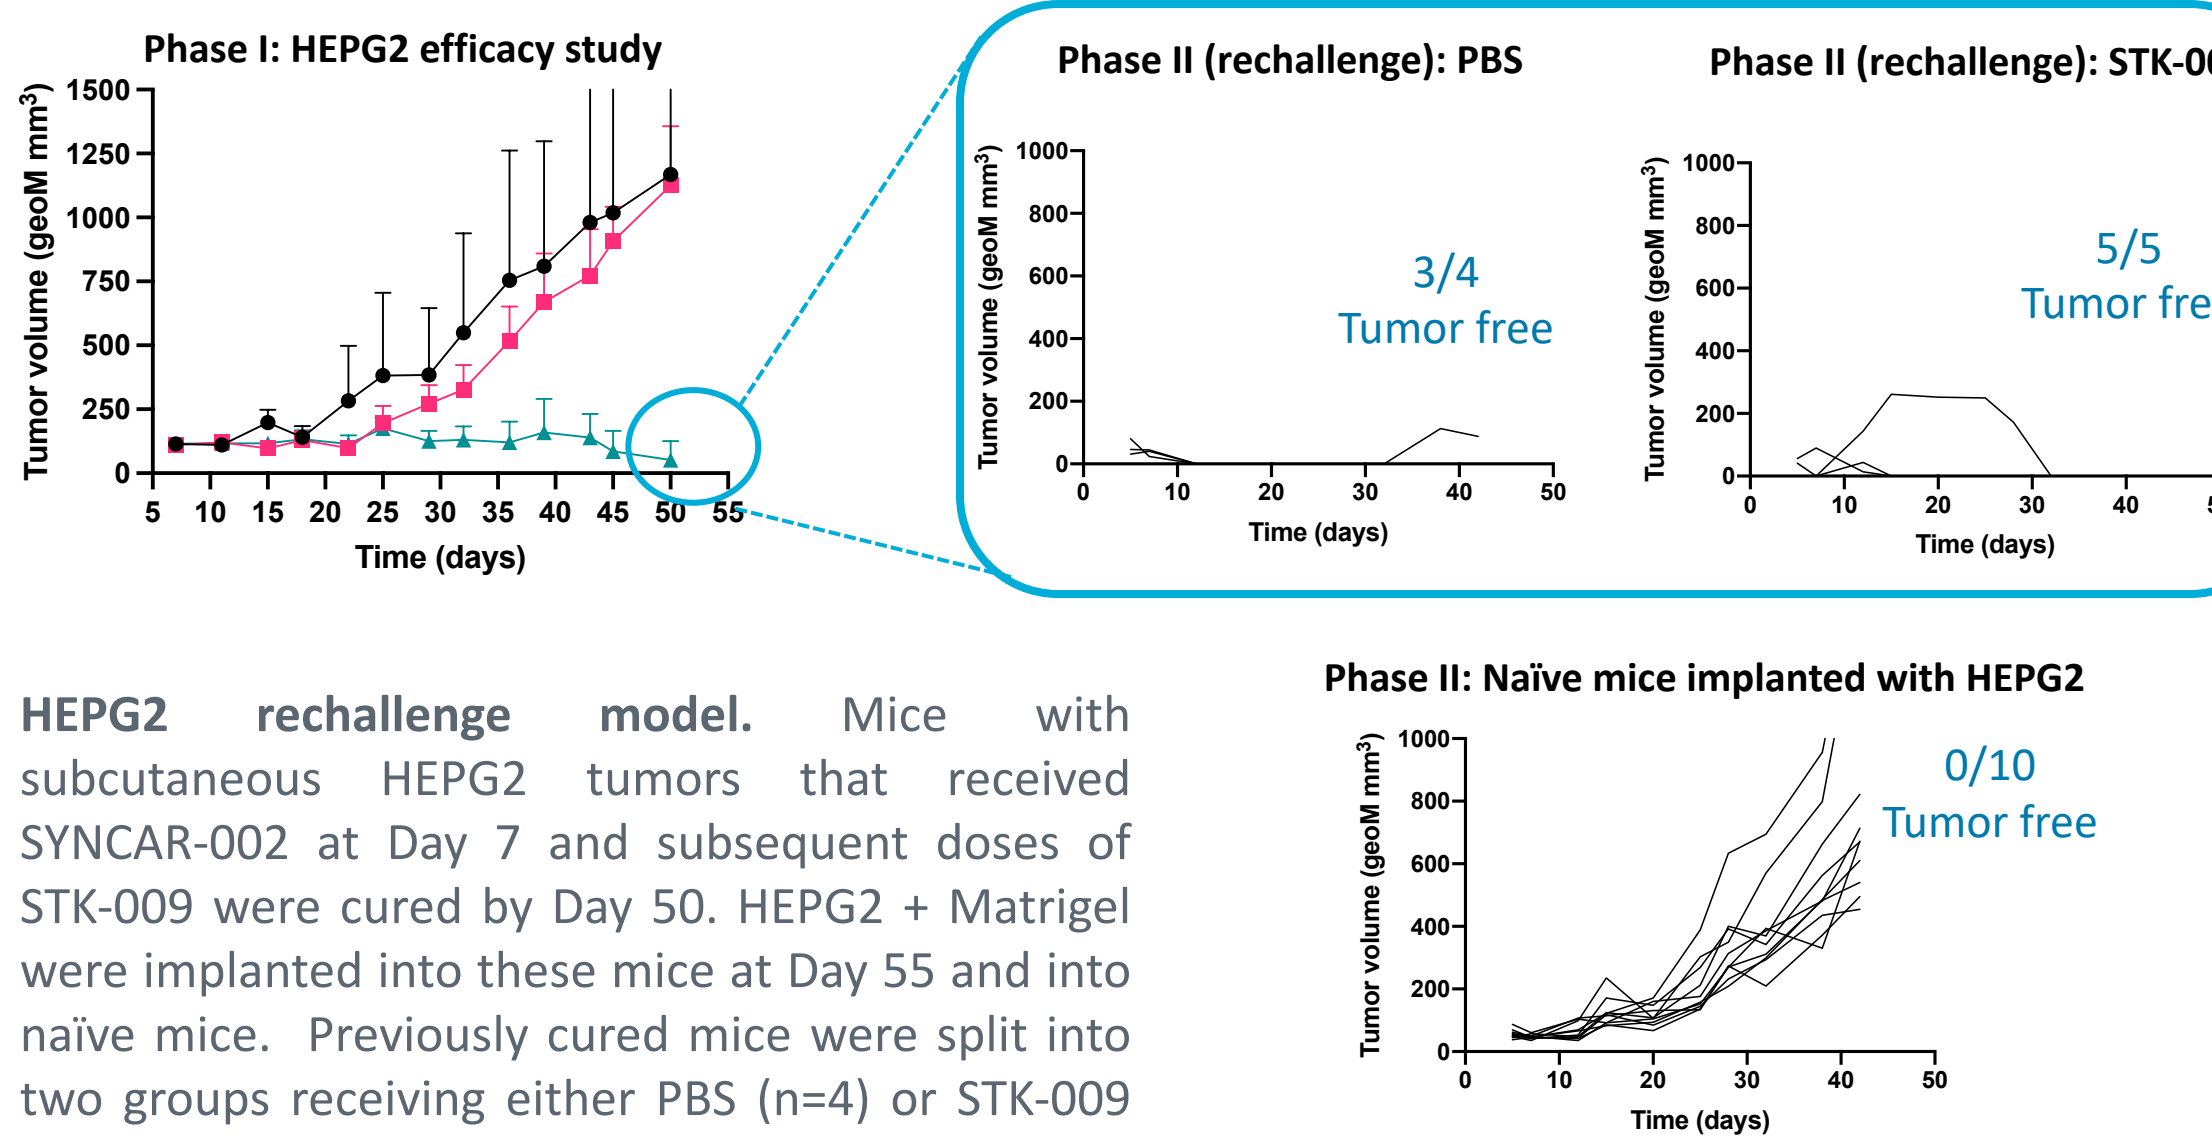 Phase I: HEPG2 efficacy study
Tumor volume (geoM mm³)
1500
1250
1000
750
500
250
0
5 10 15 20 25 30 35 40 45 50 55
Time (days)
Phase II (rechallenge): PBS
Tumor volume (geoM mm³)
1000
800
600
400
200
0
3/4
Tumor free
0 10 20 30 40 50
Time (days)
Phase II (rechallenge):
Tumor volume (geoM mm³)
1000
800
600
400
200
0
5/5
Tumor
0 10 20 30 40
Time (days)
HEPG2 rechallenge model. Mice with
subcutaneous HEPG2 tumors that received
SYNCAR-002 at Day 7 and subsequent doses of
STK-009 were cured by Day 50. HEPG2 + Matrigel
were implanted into these mice at Day 55 and into
naïve mice. Previously cured mice were split into
two groups receiving either PBS (n=4) or STK-009
Phase II: Naïve mice implanted with HEPG2
Tumor volume (geoM mm³)
1000
800
600
400
200
0
0/10
Tumor free
0 10 20 30 40 50
Time (days)